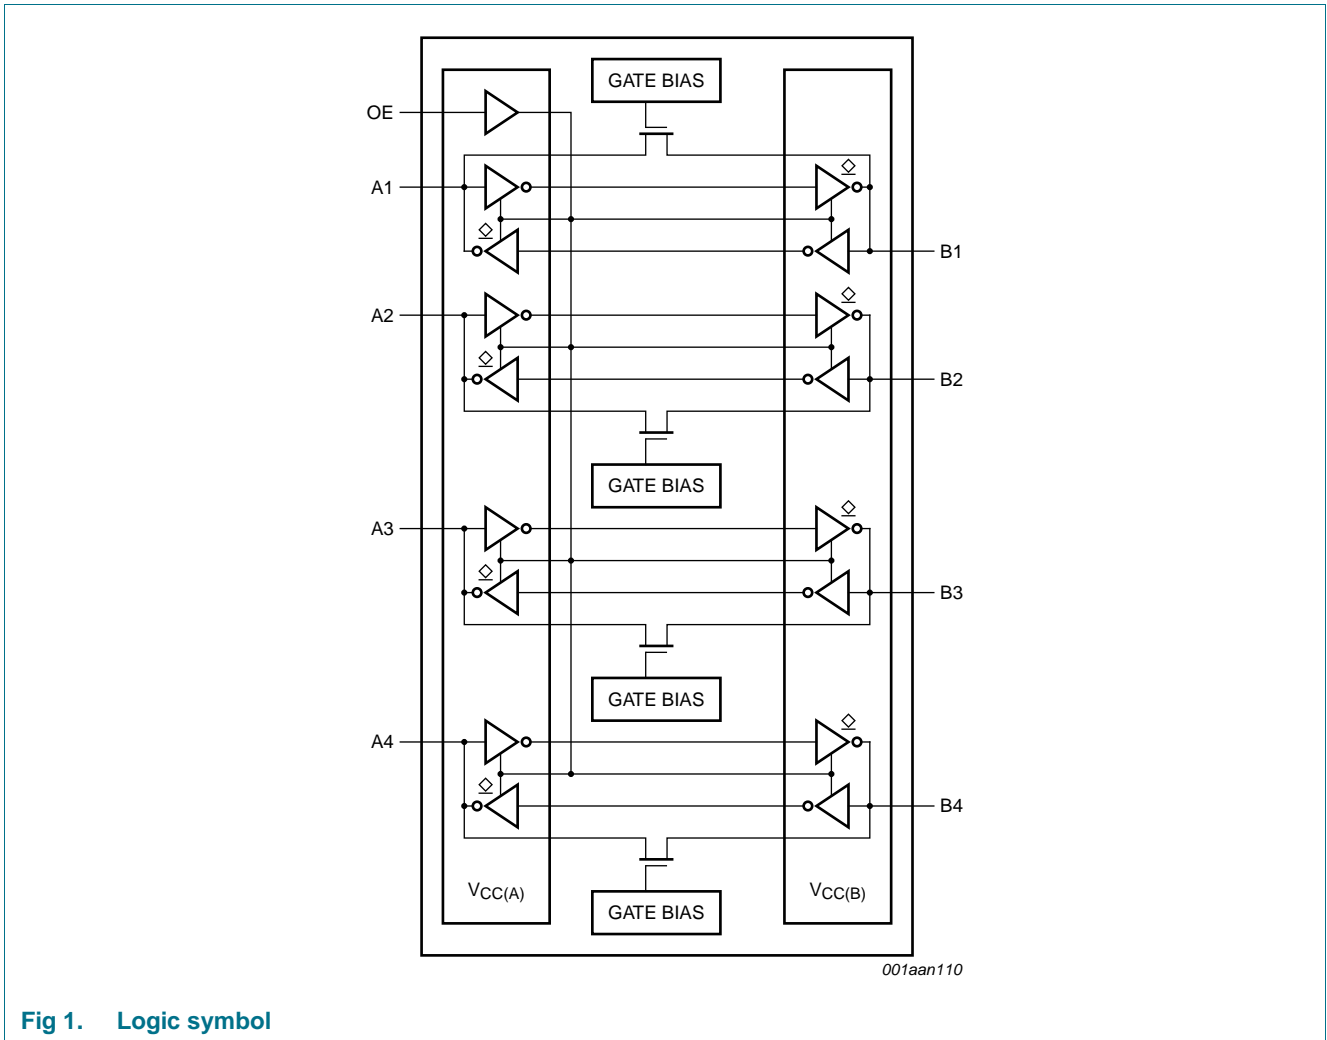 GATE BIAS
OE
A1
B1
A2
B2
GATE BIAS
A3
B3
GATE BIAS
A4
B4
VCC(A)
VCC(B)
GATE BIAS
001aan110
Fig 1. Logic symbol